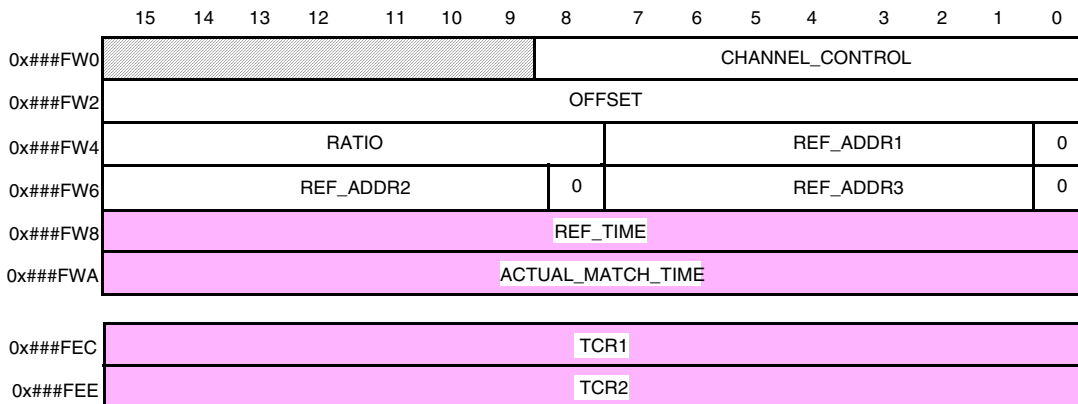 15 14 13 12 11 10 9 8 7 6 5 4 3 2 1 0
0x###FW0 CHANNEL_CONTROL
0x###FW2 OFFSET
0x###FW4 RATIO REF_ADDR1 0
0x###FW6 REF_ADDR2 0 REF_ADDR3 0
0x###FW8 REF_TIME
0x###FWA ACTUAL_MATCH_TIME
0x###FEC TCR1
0x###FEE TCR2